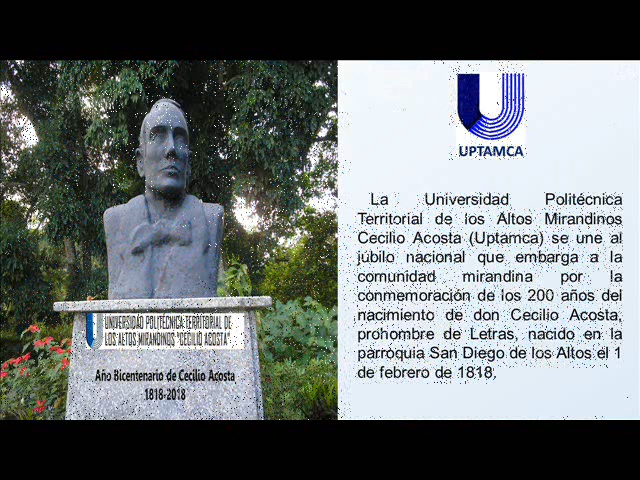 UNIVERSIDAD POLITÉCNICA TERRITORIAL DE
LOS ALTOS MIRANDINOS "CECILIO ACOSTA"
Año Bicentenario de Cecilio Acosta
1818-2018
UPTAMCA
La Universidad Politécnica
Territorial de los Altos Mirandinos
Cecilio Acosta (Uptamca) se une al
júbilo nacional que embarga a la
comunidad mirandina por la
conmemoración de los 200 años del
nacimiento de don Cecilio Acosta,
prohombre de Letras, nacido en la
parroquia San Diego de los Altos el 1
de febrero de 1818.